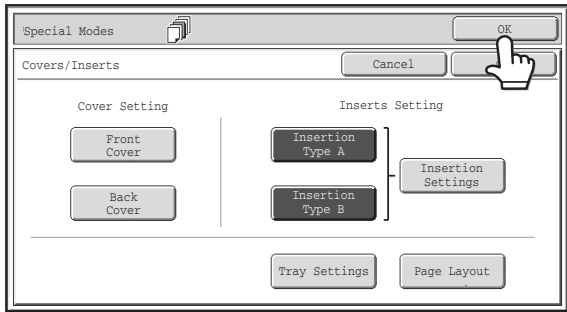 'Special Modes
OK
Covers/Inserts
Cancel
Cover Setting
Inserts Setting
Front
Cover
Insertion
Type A
Insertion
Settings
Back
Cover
Insertion
Type B
Tray Settings
Page Layout